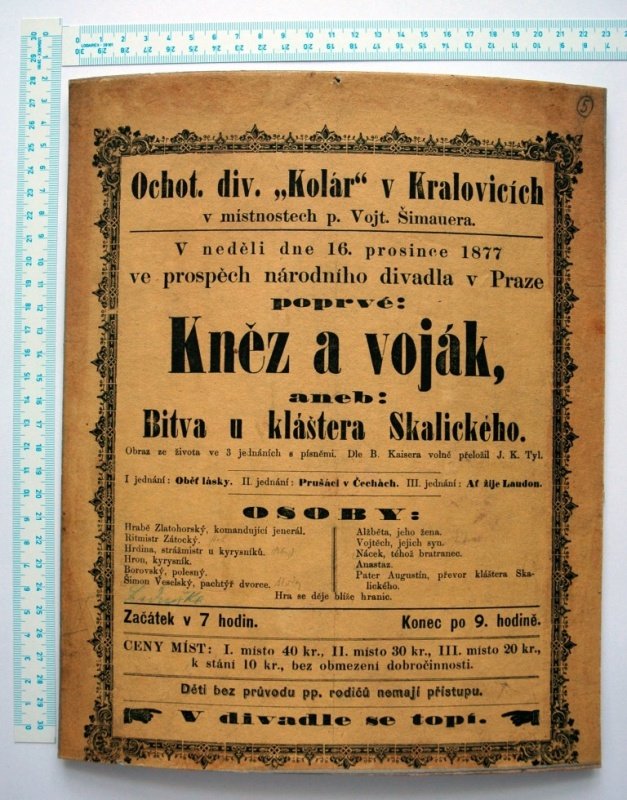 5
Ochot. div. „Kolár“ v Kralovicích
v místnostech p. Vojt. Šimauera.
V neděli dne 16. prosince 1877
ve prospěch národního divadla v Praze
poprvé:
Kněz a voják,
aneb:
Bitva u kláštera Skalického.
Obraz ze života ve 3 jednáních s písněmi. Dle B. Kaisera volně přeložil J. K. Tyl.
I jednání: Oběť lásky. II. jednání: Prušáci v Čechách. III. jednání: Ať žije Laudon.
OSOBY:
Hrabě Zlatohorský, komandující jenerál.
Ritmistr Zátocký.
Hrdina, strážmistr u kyrysníků.
Hron, kyrysník.
Borovský, polesný.
Šimon Veselský, pachtýř dvorce.
Alžběta, jeho žena.
Vojtěch, jejich syn.
Nácek, téhož bratranec.
Anastaz.
Pater Augustín, převor kláštera Ska-
lického.
Hra se děje blíže hranic.
Začátek v 7 hodin. Konec po 9. hodině.
CENY MÍST: I. místo 40 kr., II. místo 30 kr., III. místo 20 kr.,
k stání 10 kr., bez obmezení dobročinnosti.
Děti bez průvodu pp. rodičů nemají přístupu.
V divadle se topí.